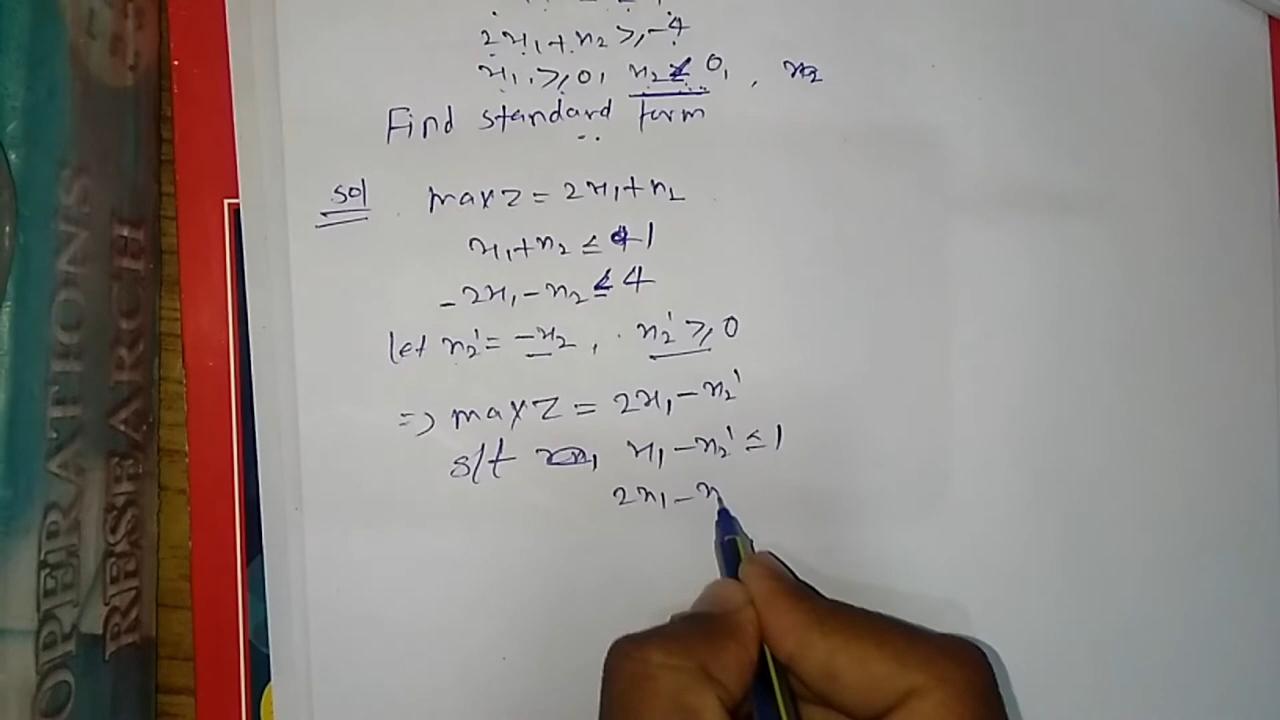 2x₁ + x₂ ≥ -4
x₁ ≥ 0, x₂ ≤ 0, , x₂
Find standard form
sol max Z = 2x₁ + x₂
x₁ + x₂ ≤ 1
-2x₁ - x₂ ≤ 4
let x₂' = -x₂, x₂' ≥ 0
=> max Z = 2x₁ - x₂'
s/t x₁ - x₂' ≤ 1
2x₁ - x
OPERATIONS
RESEARCH